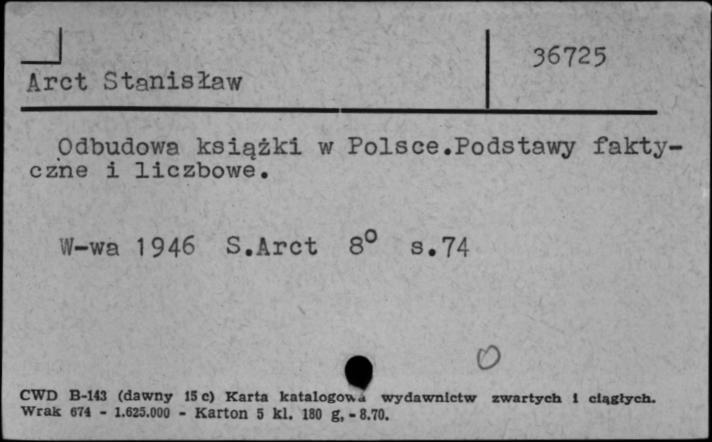 36725
Arct Stanisław
Odbudowa książki w Polsce.Podstawy fakty-
czne i liczbowe.
W-wa 1946 S.Arct 8° s.74
CWD B-143 (dawny 15 c) Karta katalogowa wydawnictw zwartych i ciągłych.
Wrak 674 - 1.625.000 - Karton 5 kl. 180 g, - 8.70.